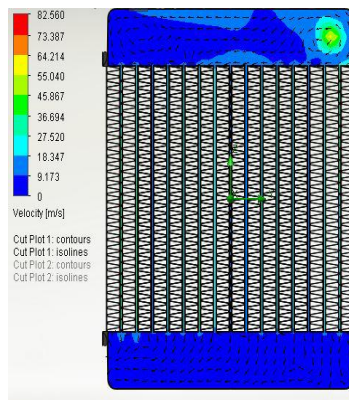 82.560
73.387
64.214
55.040
45.867
36.694
27.520
18.347
9.173
0
Velocity [m/s]
Cut Plot 1: contours
Cut Plot 1: isolines
Cut Plot 2: contours
Cut Plot 2: isolines